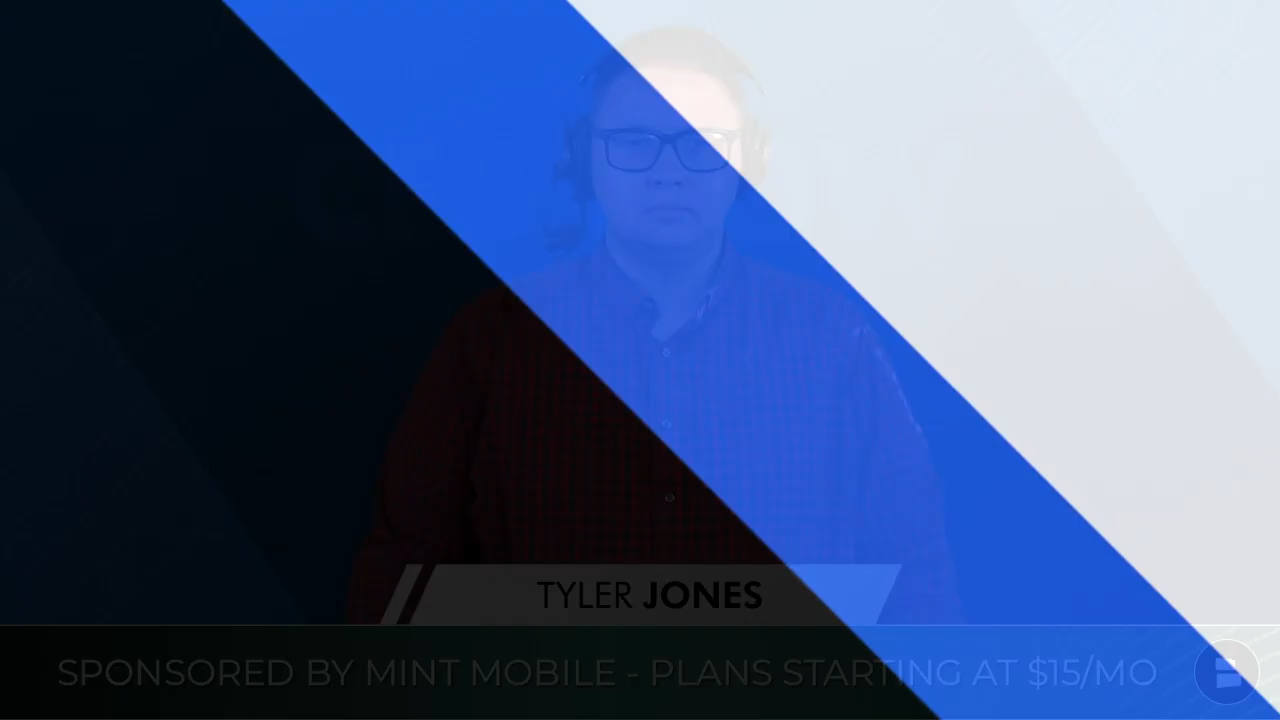 TYLER JONES
SPONSORED BY MINT MOBILE - PLANS STARTING AT $15/MO